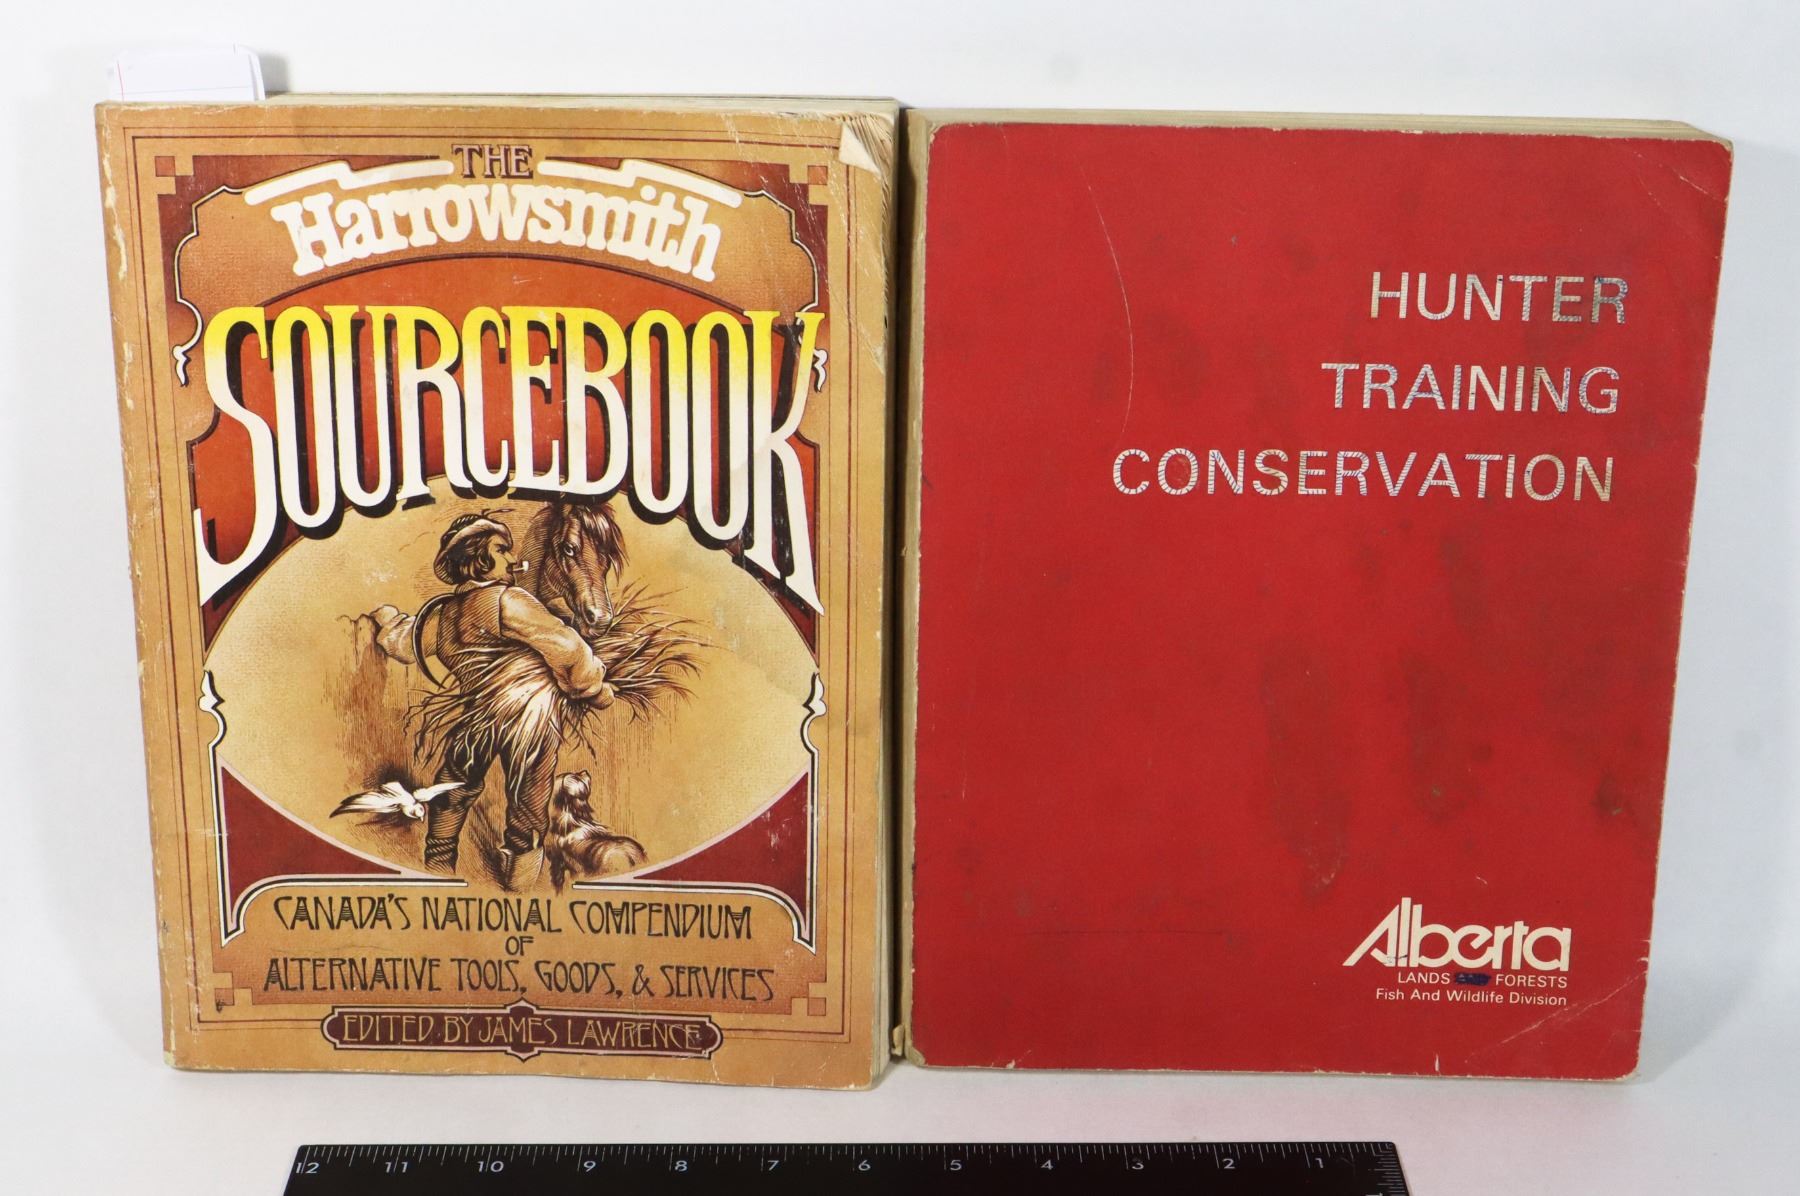 THE
Harrowsmith
SOURCEBOOK
CANADA'S NATIONAL COMPENDIUM
OF
ALTERNATIVE TOOLS, GOODS, & SERVICES
EDITED BY JAMES LAWRENCE
HUNTER
TRAINING
CONSERVATION
Alberta
LANDS FORESTS
Fish And Wildlife Division
12 11 10 9 8 7 6 5 4 3 2 1